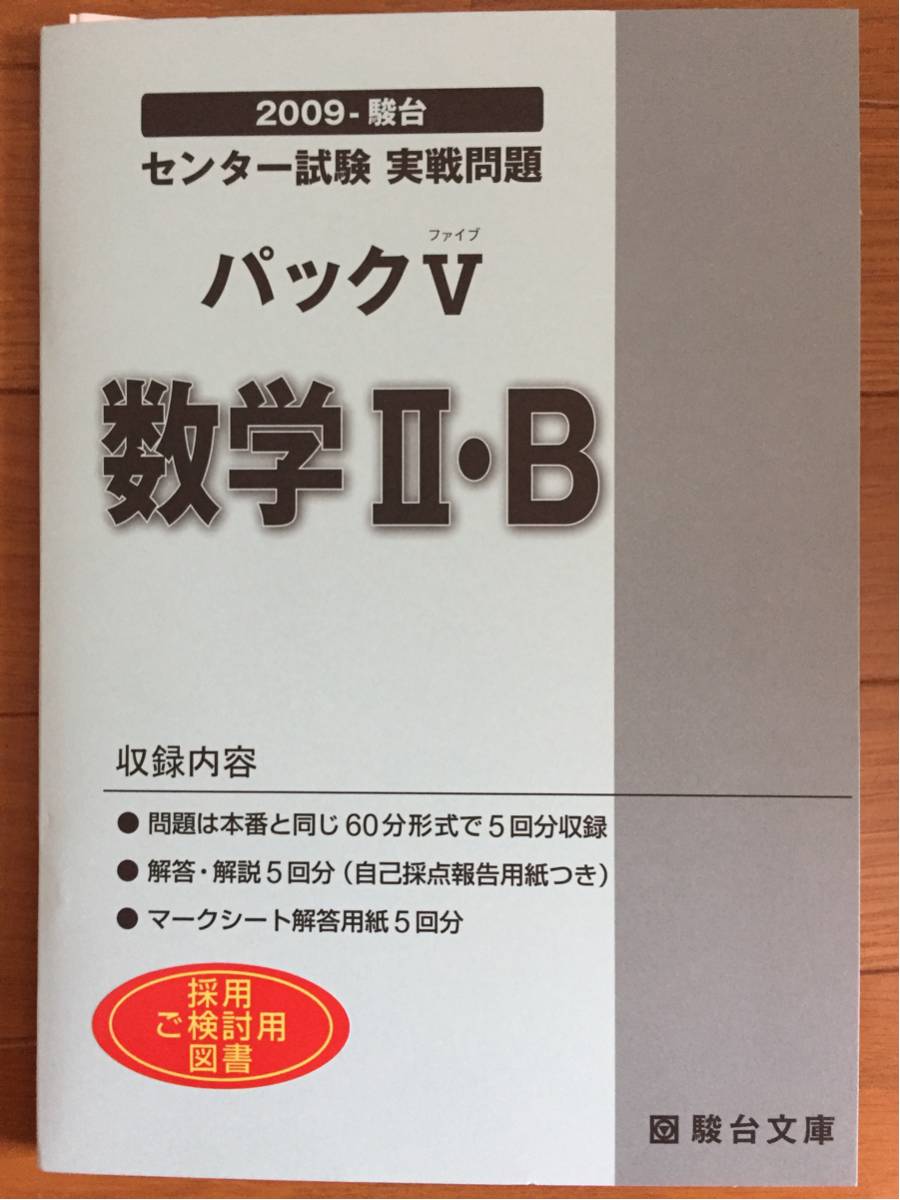 2009-駿台
センター試験 実戦問題
ファイブ
パックV
数学Ⅱ・B
収録内容
● 問題は本番と同じ60分形式で5回分収録
● 解答・解説5回分（自己採点報告用紙つき）
● マークシート解答用紙5回分
採用
ご検討用
図書
駿台文庫